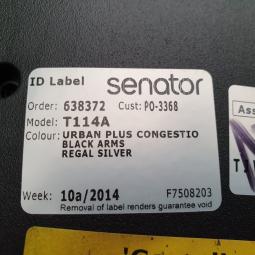 ID Label senator
Order: 638372 Cust: PO-3368
Model: T114A
Colour: URBAN PLUS CONGESTIO
BLACK ARMS
REGAL SILVER
Week: 10a/2014 F7508203
Removal of label renders guarantee void